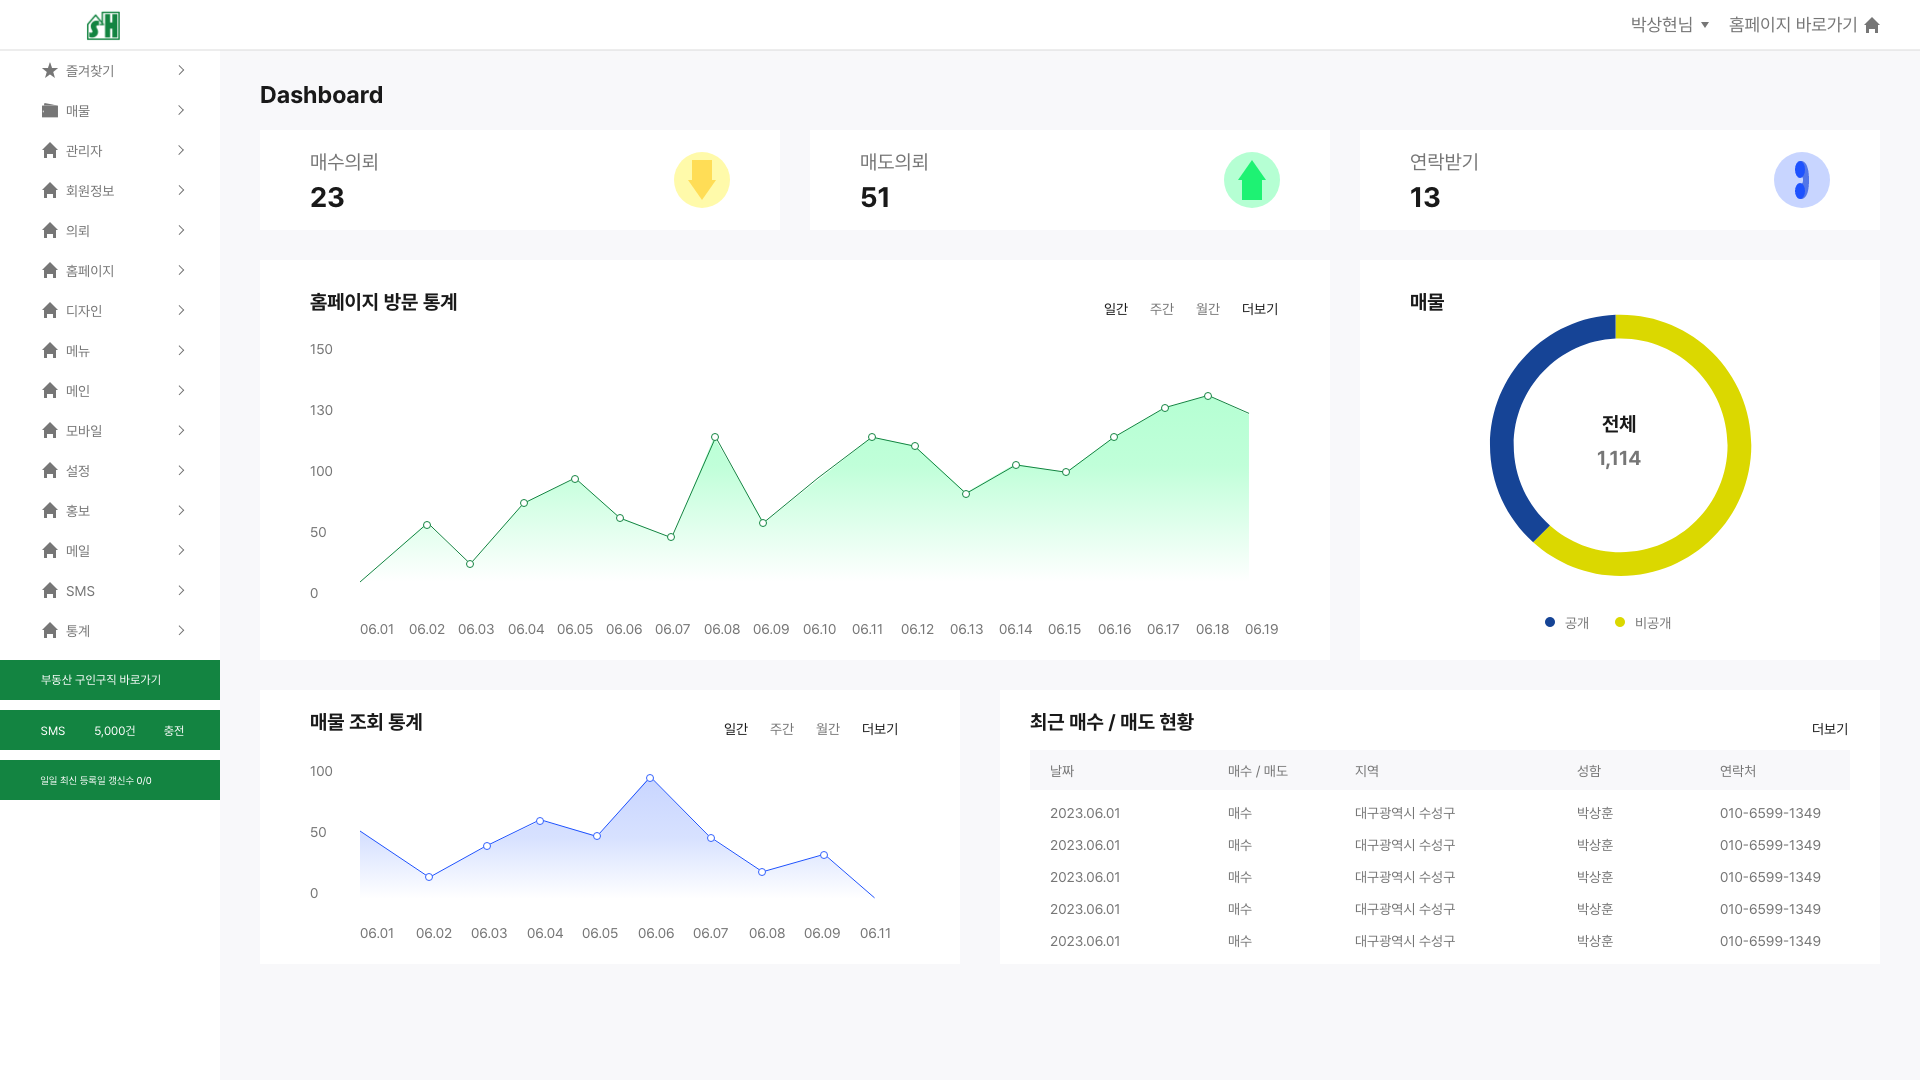 SH
박상현님
홈페이지 바로가기
즐겨찾기
매물
관리자
회원정보
의뢰
홈페이지
디자인
메뉴
메인
모바일
설정
홍보
메일
SMS
통계
부동산 구인구직 바로가기
SMS 5,000건 충전
일일 최신 등록일 갱신수 0/0
Dashboard
매수의뢰
23
매도의뢰
51
연락받기
13
홈페이지 방문 통계
일간 주간 월간 더보기
150
130
100
50
0
06.01 06.02 06.03 06.04 06.05 06.06 06.07 06.08 06.09 06.10 06.11 06.12 06.13 06.14 06.15 06.16 06.17 06.18 06.19
매물
전체
1,114
공개 비공개
매물 조회 통계
일간 주간 월간 더보기
100
50
0
06.01 06.02 06.03 06.04 06.05 06.06 06.07 06.08 06.09 06.11
최근 매수 / 매도 현황
더보기
날짜 매수 / 매도 지역 성함 연락처
2023.06.01 매수 대구광역시 수성구 박상훈 010-6599-1349
2023.06.01 매수 대구광역시 수성구 박상훈 010-6599-1349
2023.06.01 매수 대구광역시 수성구 박상훈 010-6599-1349
2023.06.01 매수 대구광역시 수성구 박상훈 010-6599-1349
2023.06.01 매수 대구광역시 수성구 박상훈 010-6599-1349